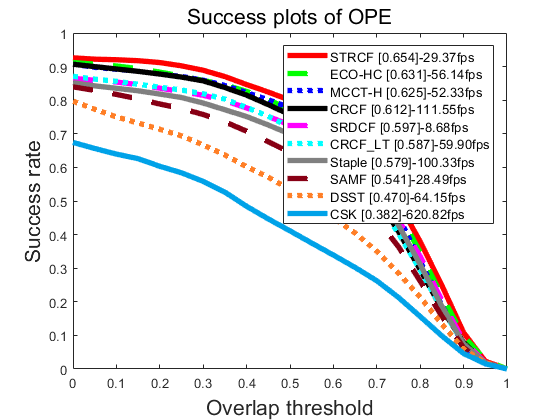 Success plots of OPE
1
0.9
0.8
0.7
0.6
0.5
0.4
0.3
0.2
0.1
0
Success rate
STRCF [0.654]-29.37fps
ECO-HC [0.631]-56.14fps
MCCT-H [0.625]-52.33fps
CRCF [0.612]-111.55fps
SRDCF [0.597]-8.68fps
CRCF_LT [0.587]-59.90fps
Staple [0.579]-100.33fps
SAMF [0.541]-28.49fps
DSST [0.470]-64.15fps
CSK [0.382]-620.82fps
0 0.1 0.2 0.3 0.4 0.5 0.6 0.7 0.8 0.9 1
Overlap threshold